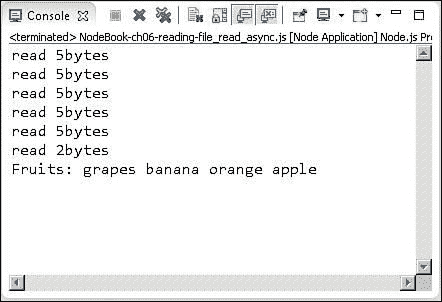 Console
<terminated> NodeBook-ch06-reading-file_read_async.js [Node Application] Node.js Pr
read 5bytes
read 5bytes
read 5bytes
read 5bytes
read 5bytes
read 2bytes
Fruits: grapes banana orange apple